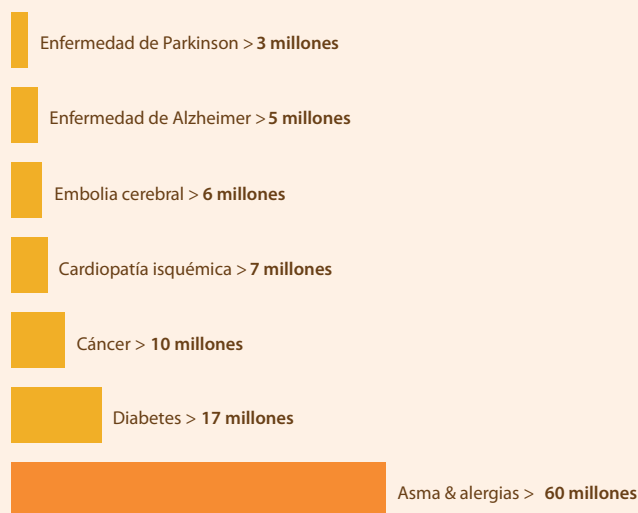 Enfermedad de Parkinson > 3 millones
Enfermedad de Alzheimer > 5 millones
Embolia cerebral > 6 millones
Cardiopatía isquémica > 7 millones
Cáncer > 10 millones
Diabetes > 17 millones
Asma & alergias > 60 millones